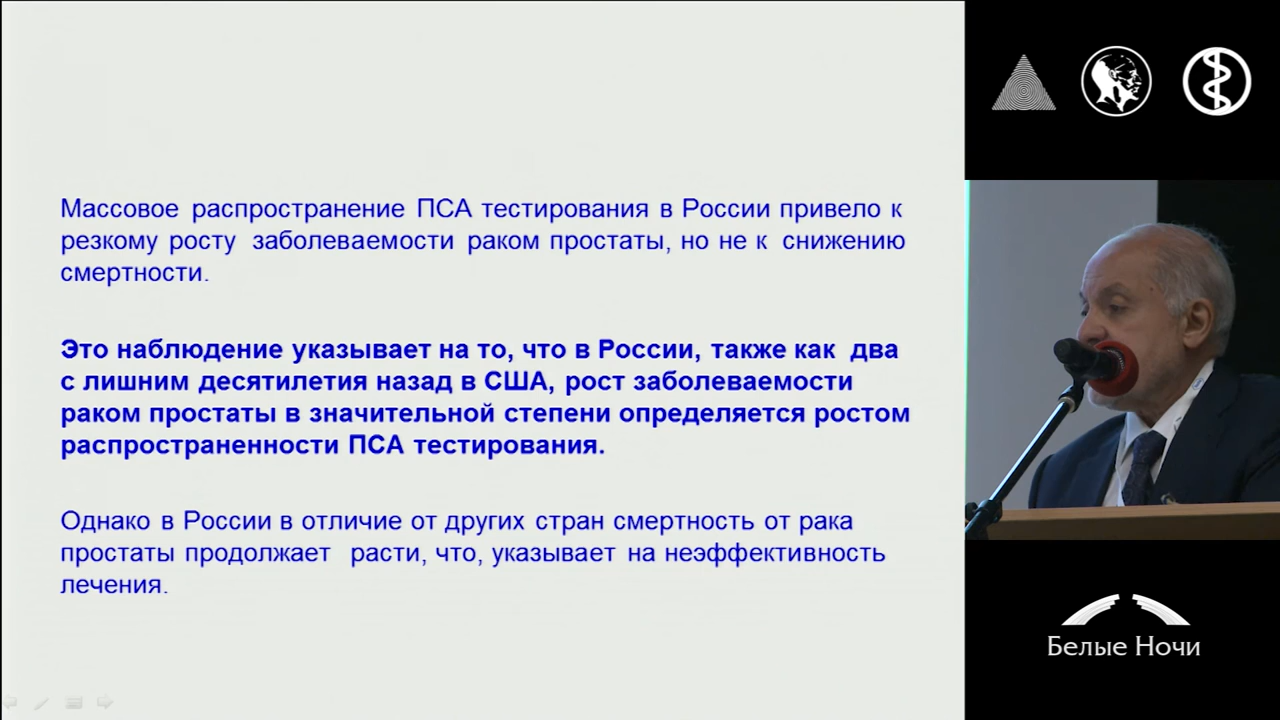 Массовое распространение ПСА тестирования в России привело к
резкому росту заболеваемости раком простаты, но не к снижению
смертности.
Это наблюдение указывает на то, что в России, также как два
с лишним десятилетия назад в США, рост заболеваемости
раком простаты в значительной степени определяется ростом
распространенности ПСА тестирования.
Однако в России в отличие от других стран смертность от рака
простаты продолжает расти, что, указывает на неэффективность
лечения.
Белые Ночи